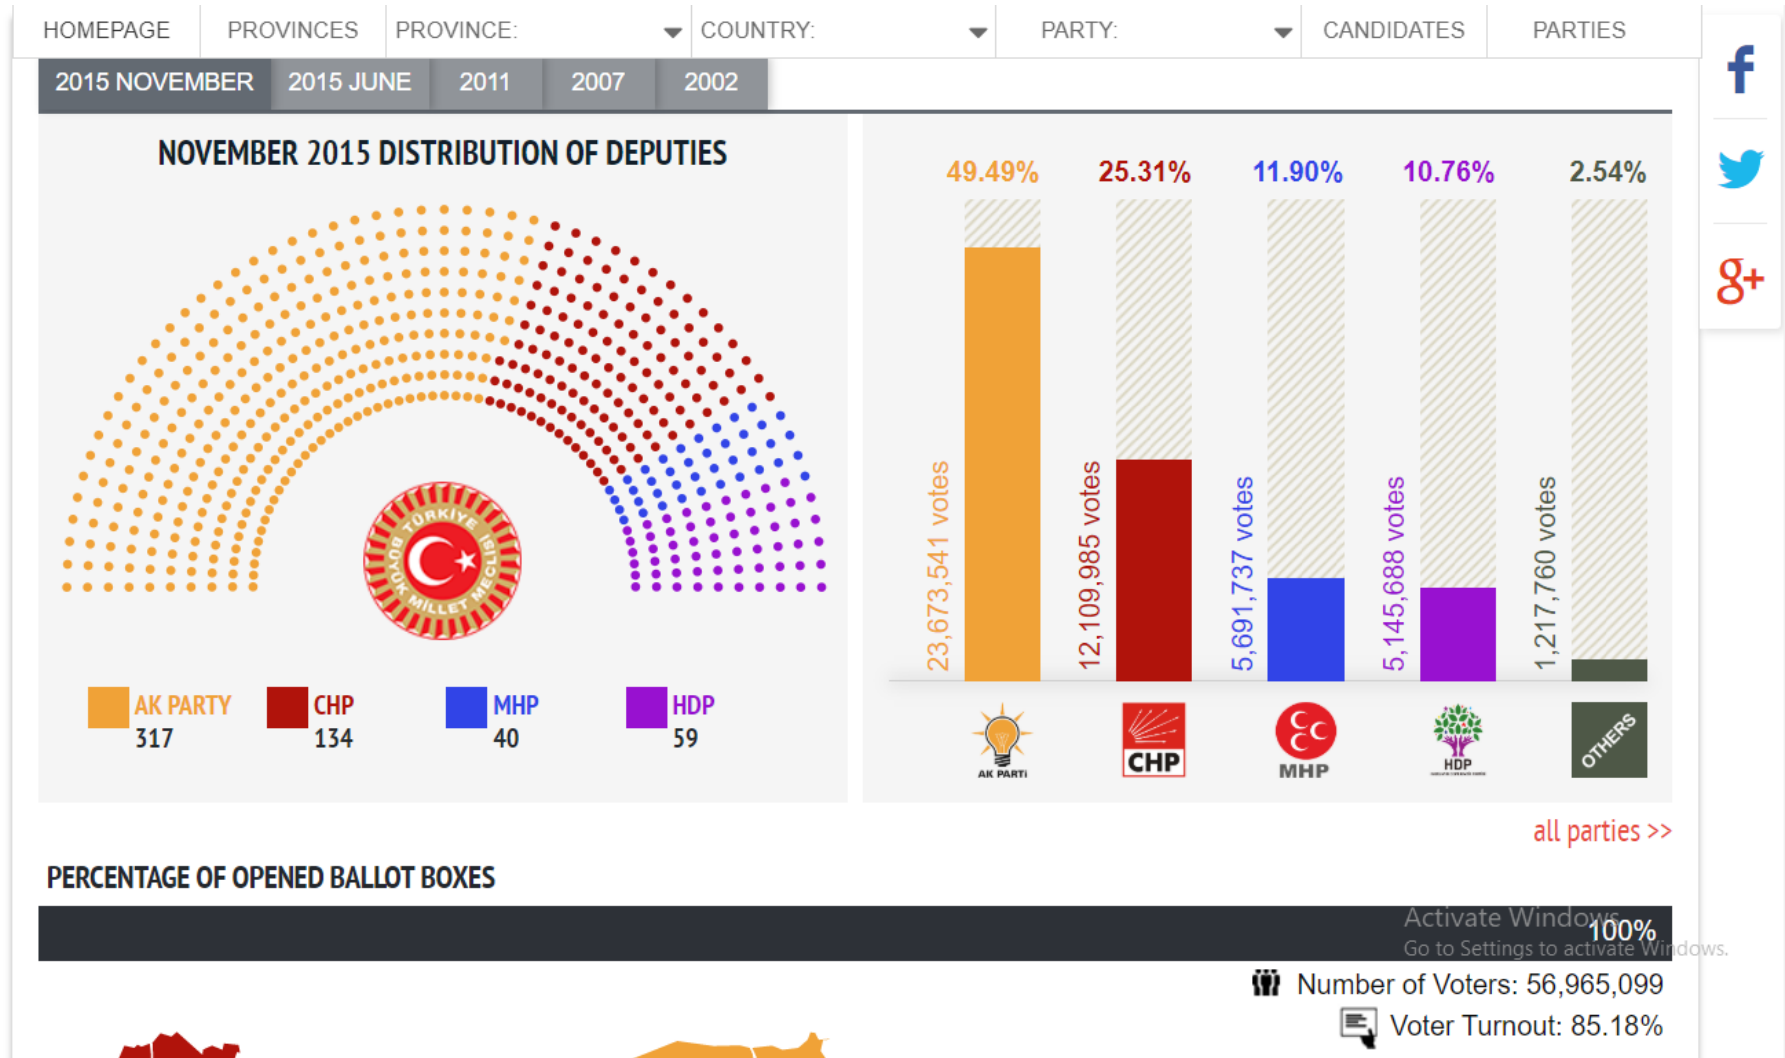 HOMEPAGE PROVINCES PROVINCE: COUNTRY: PARTY: CANDIDATES PARTIES
2015 NOVEMBER 2015 JUNE 2011 2007 2002
NOVEMBER 2015 DISTRIBUTION OF DEPUTIES
TÜRKİYE BÜYÜK MİLLET MECLİSİ
AK PARTY CHP MHP HDP
317 134 40 59
49.49% 25.31% 11.90% 10.76% 2.54%
23,673,541 votes
12,109,985 votes
5,691,737 votes
5,145,688 votes
1,217,760 votes
AK PARTİ CHP MHP HDP OTHERS
all parties >>
PERCENTAGE OF OPENED BALLOT BOXES
100%
Activate Windows
Go to Settings to activate Windows.
Number of Voters: 56,965,099
Voter Turnout: 85.18%
f
g+